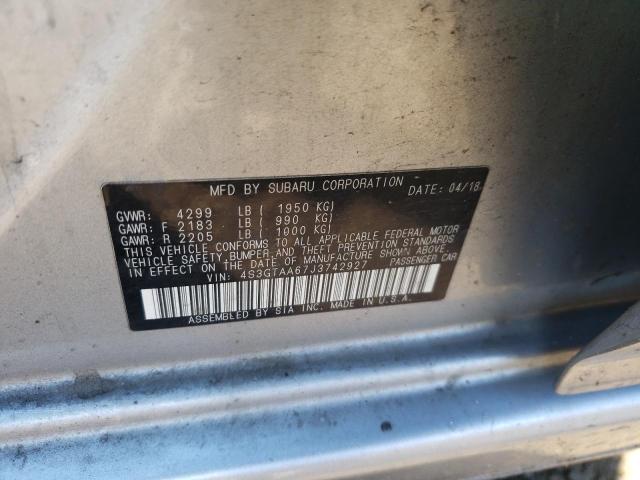 MFD BY SUBARU CORPORATION DATE: 04/18
GVWR: 4299 LB ( 1950 KG)
GAWR: F 2183 LB ( 990 KG)
GAWR: R 2205 LB ( 1000 KG)
THIS VEHICLE CONFORMS TO ALL APPLICABLE FEDERAL MOTOR
VEHICLE SAFETY, BUMPER, AND THEFT PREVENTION STANDARDS
IN EFFECT ON THE DATE OF MANUFACTURE SHOWN ABOVE.
VIN: 4S3GTAA67J3742927 PASSENGER CAR
ASSEMBLED BY SIA INC. MADE IN U.S.A.